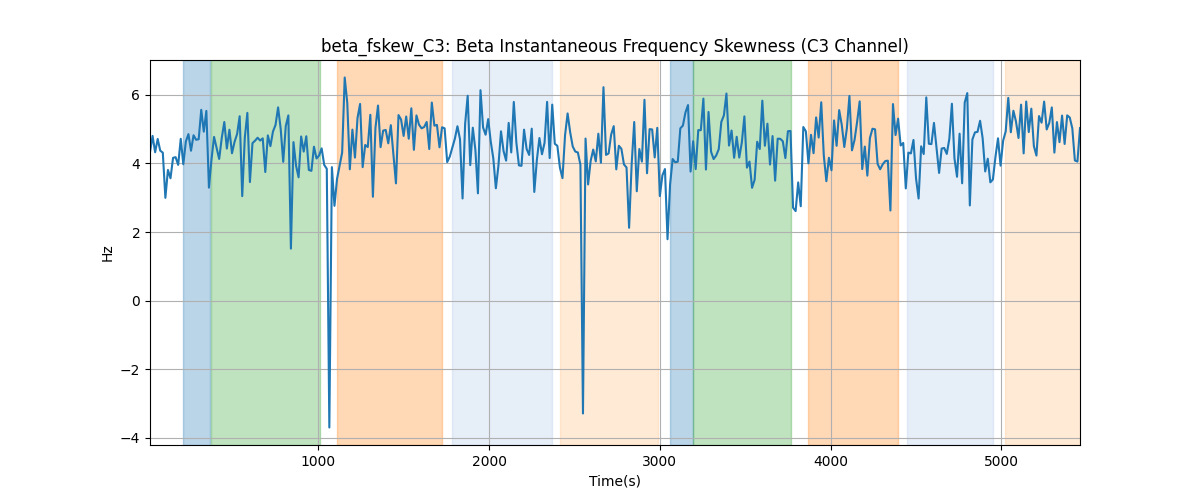 beta_fskew_C3: Beta Instantaneous Frequency Skewness (C3 Channel)
6
4
2
0
−2
−4
Hz
1000 2000 3000 4000 5000
Time(s)